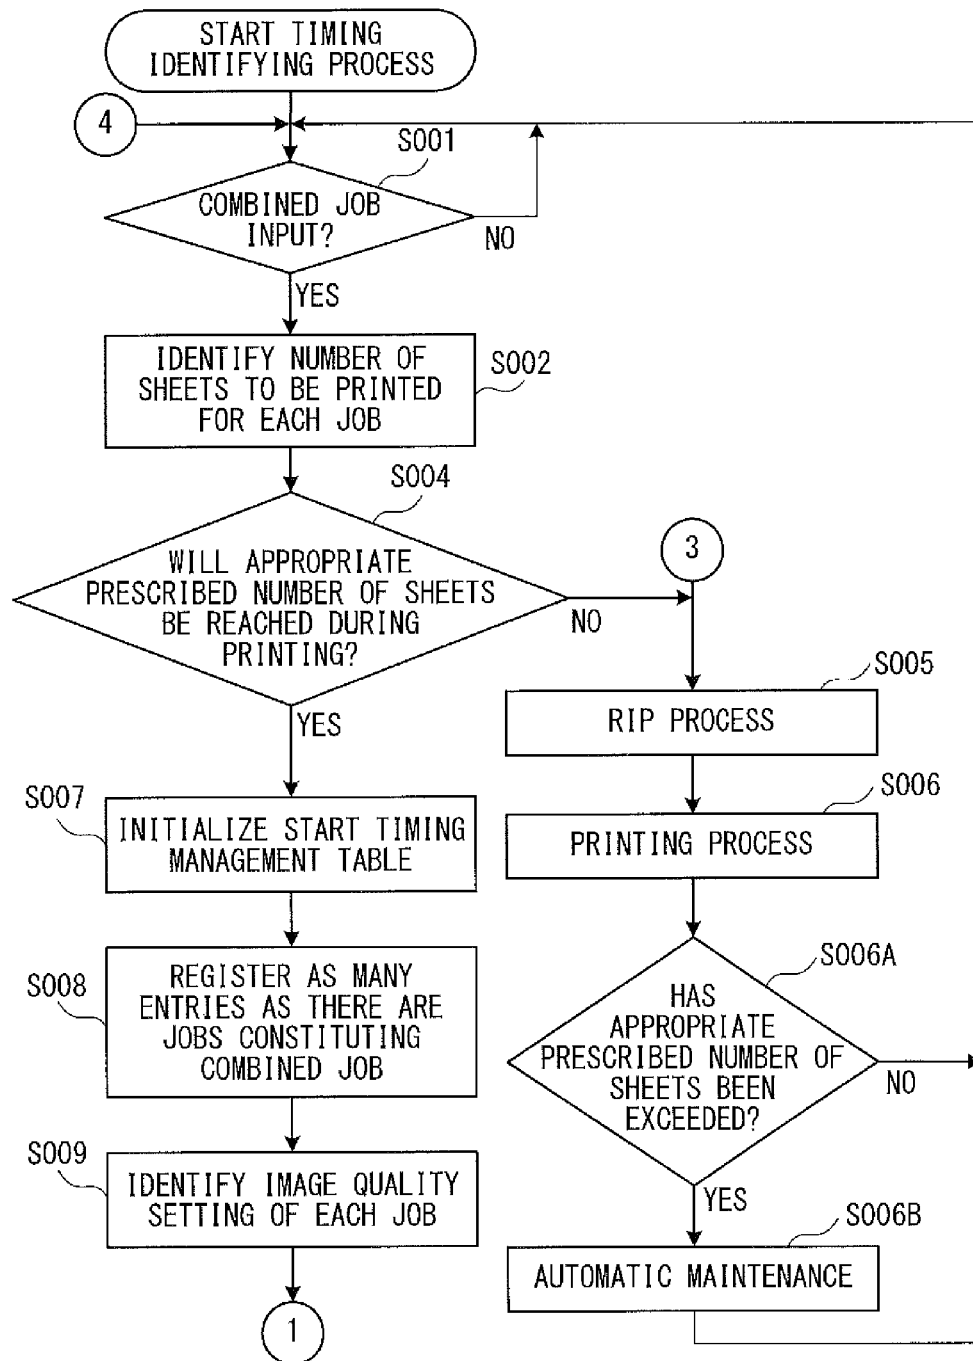 START TIMING
IDENTIFYING PROCESS
4
S001
COMBINED JOB
INPUT?
NO
YES
IDENTIFY NUMBER OF
SHEETS TO BE PRINTED
FOR EACH JOB
S002
S004
WILL APPROPRIATE
PRESCRIBED NUMBER OF SHEETS
BE REACHED DURING
PRINTING?
NO
YES
3
S005
RIP PROCESS
S006
PRINTING PROCESS
S006A
HAS
APPROPRIATE
PRESCRIBED NUMBER OF
SHEETS BEEN
EXCEEDED?
NO
YES
S006B
AUTOMATIC MAINTENANCE
S007
INITIALIZE START TIMING
MANAGEMENT TABLE
S008
REGISTER AS MANY
ENTRIES AS THERE ARE
JOBS CONSTITUTING
COMBINED JOB
S009
IDENTIFY IMAGE QUALITY
SETTING OF EACH JOB
1